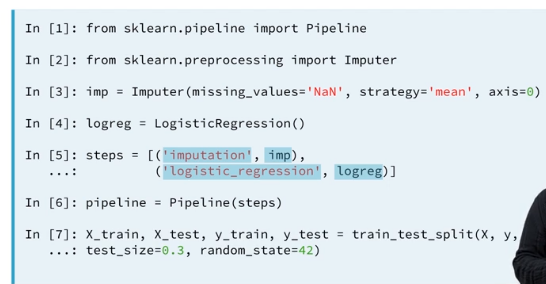 In [1]: from sklearn.pipeline import Pipeline
In [2]: from sklearn.preprocessing import Imputer
In [3]: imp = Imputer(missing_values='NaN', strategy='mean', axis=0)
In [4]: logreg = LogisticRegression()
In [5]: steps = [('imputation', imp),
...: ('logistic_regression', logreg)]
In [6]: pipeline = Pipeline(steps)
In [7]: X_train, X_test, y_train, y_test = train_test_split(X, y,
...: test_size=0.3, random_state=42)